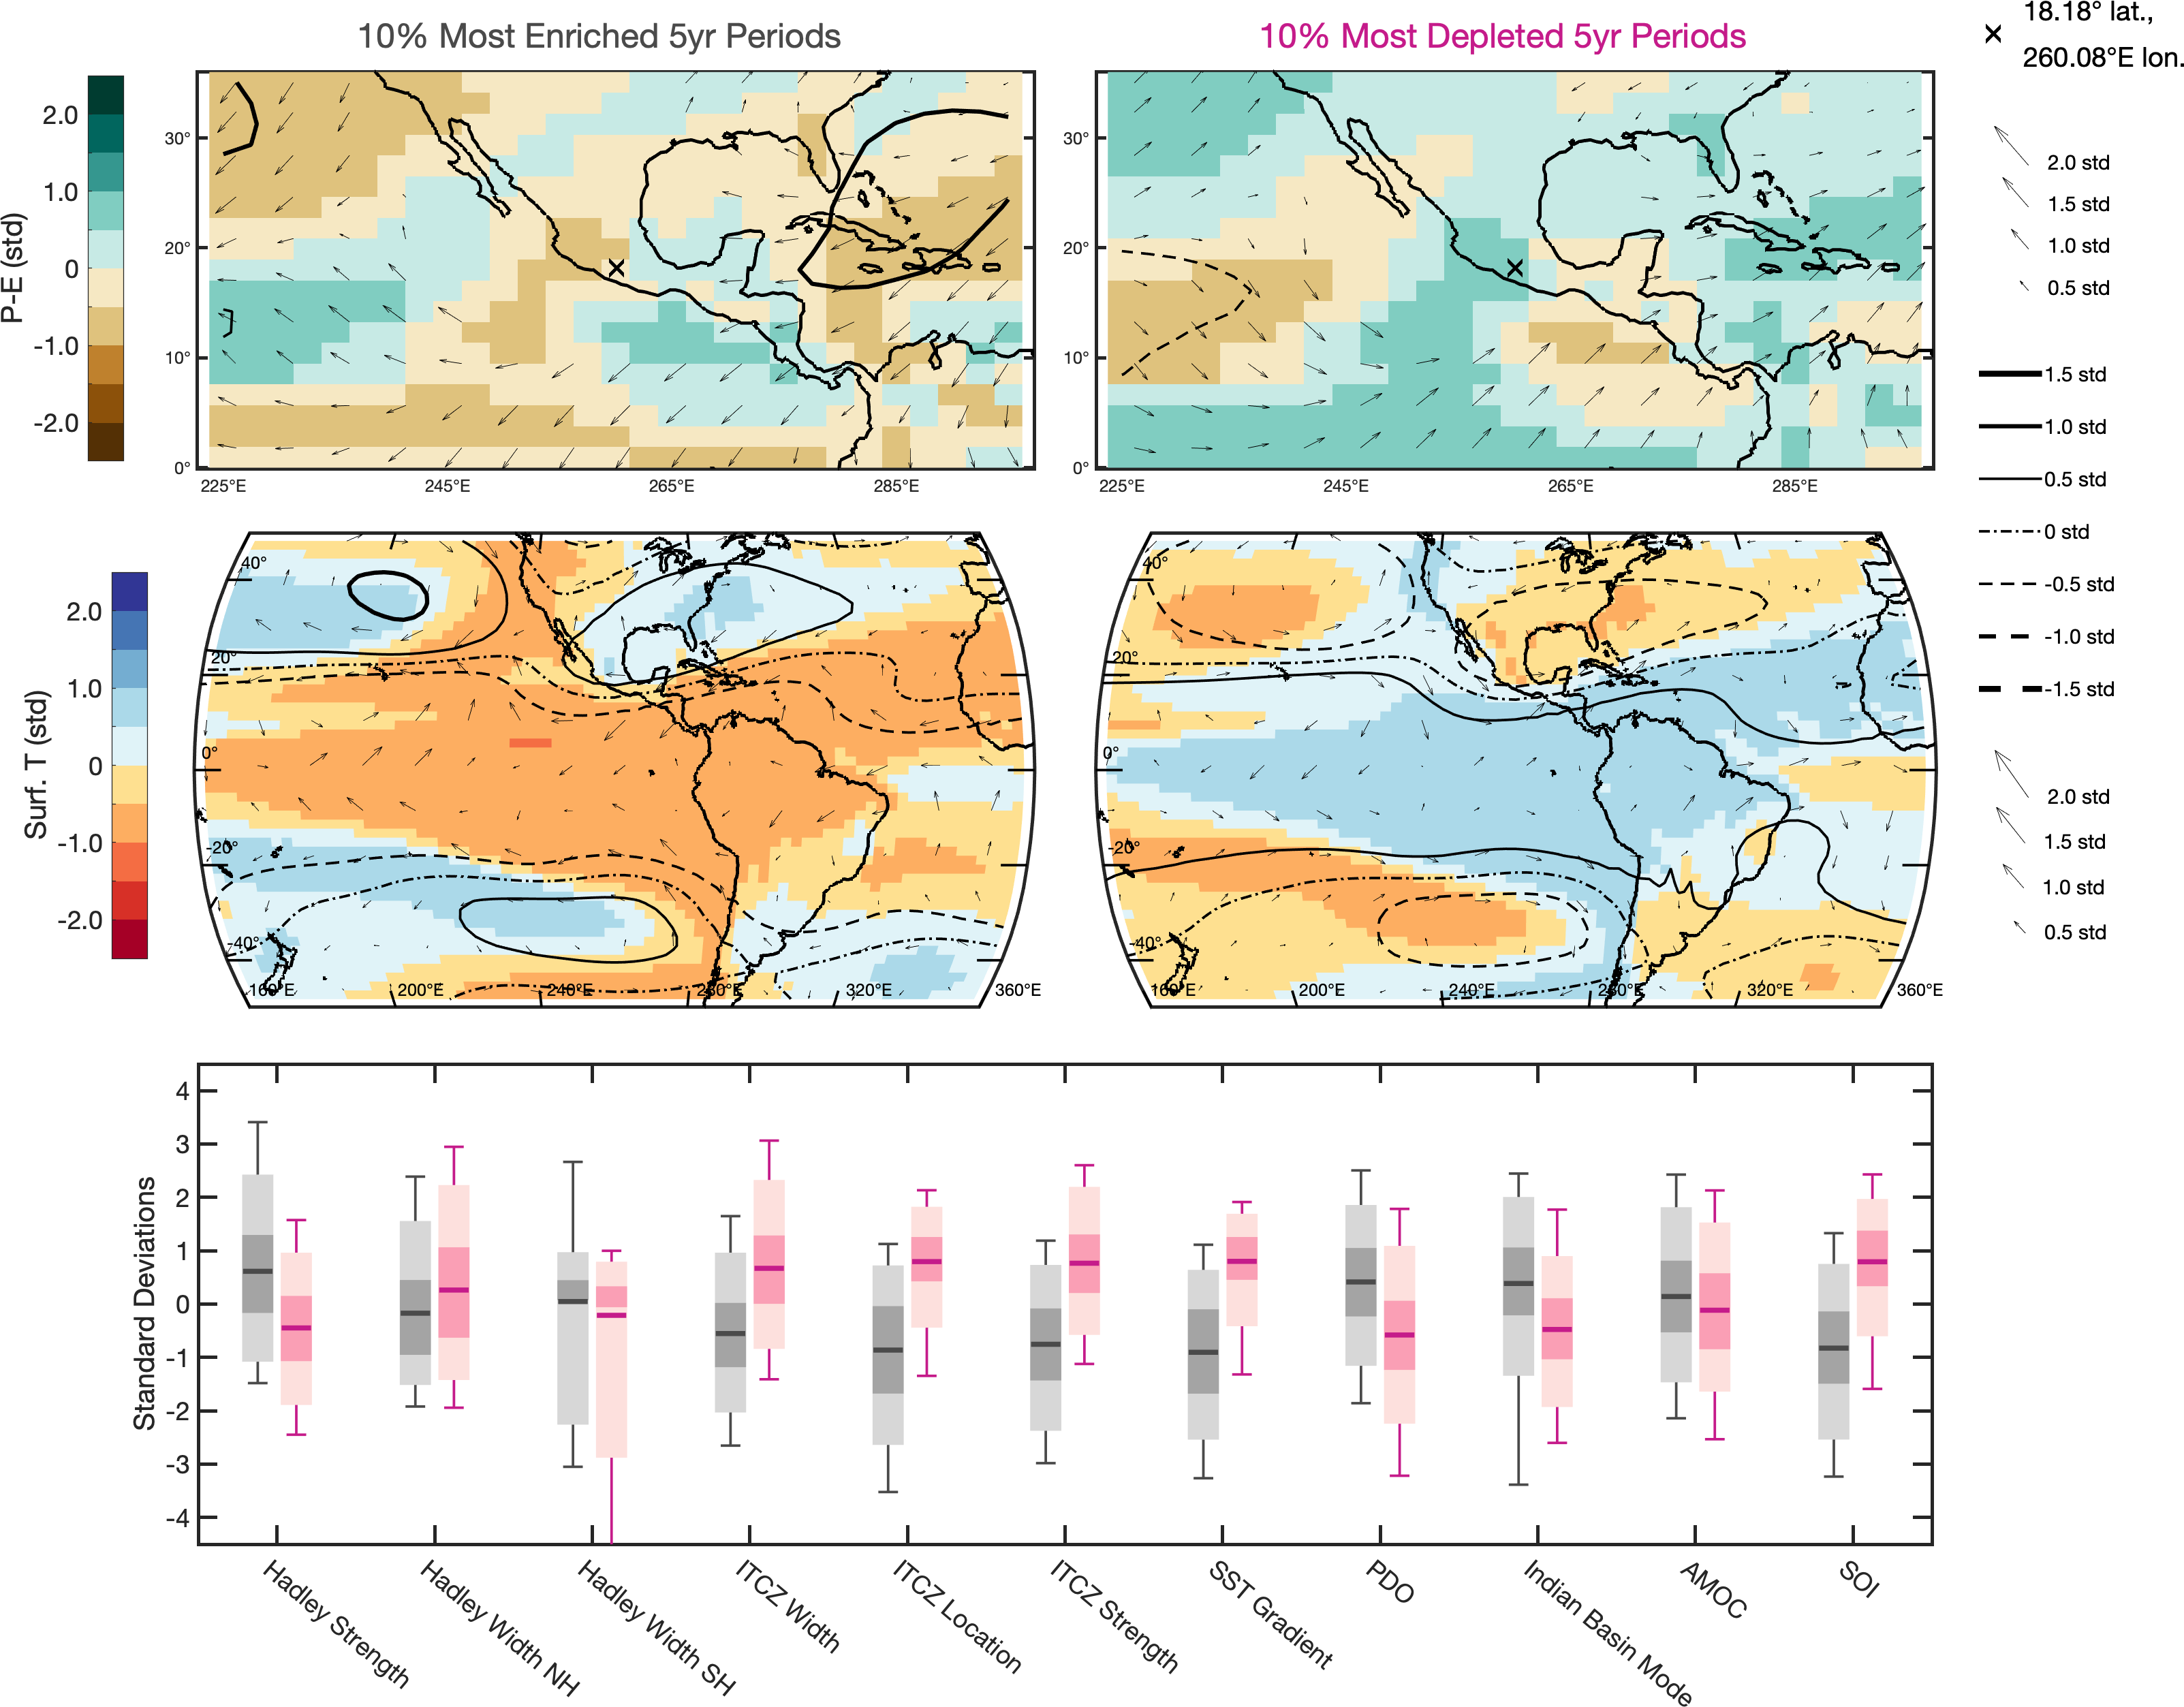 10% Most Enriched 5yr Periods
10% Most Depleted 5yr Periods
18.18° lat.,
260.08°E lon.
P-E (std)
2.0
1.0
0
-1.0
-2.0
30°
20°
10°
0°
225°E
245°E
265°E
285°E
30°
20°
10°
0°
225°E
245°E
265°E
285°E
2.0 std
1.5 std
1.0 std
0.5 std
1.5 std
1.0 std
0.5 std
0 std
-0.5 std
-1.0 std
-1.5 std
Surf. T (std)
2.0
1.0
0
-1.0
-2.0
40°
20°
0°
-20°
-40°
160°E
200°E
240°E
280°E
320°E
360°E
40°
20°
0°
-20°
-40°
160°E
200°E
240°E
280°E
320°E
360°E
2.0 std
1.5 std
1.0 std
0.5 std
Standard Deviations
4
3
2
1
0
-1
-2
-3
-4
Hadley Strength
Hadley Width NH
Hadley Width SH
ITCZ Width
ITCZ Location
ITCZ Strength
SST Gradient
PDO
Indian Basin Mode
AMOC
SOI